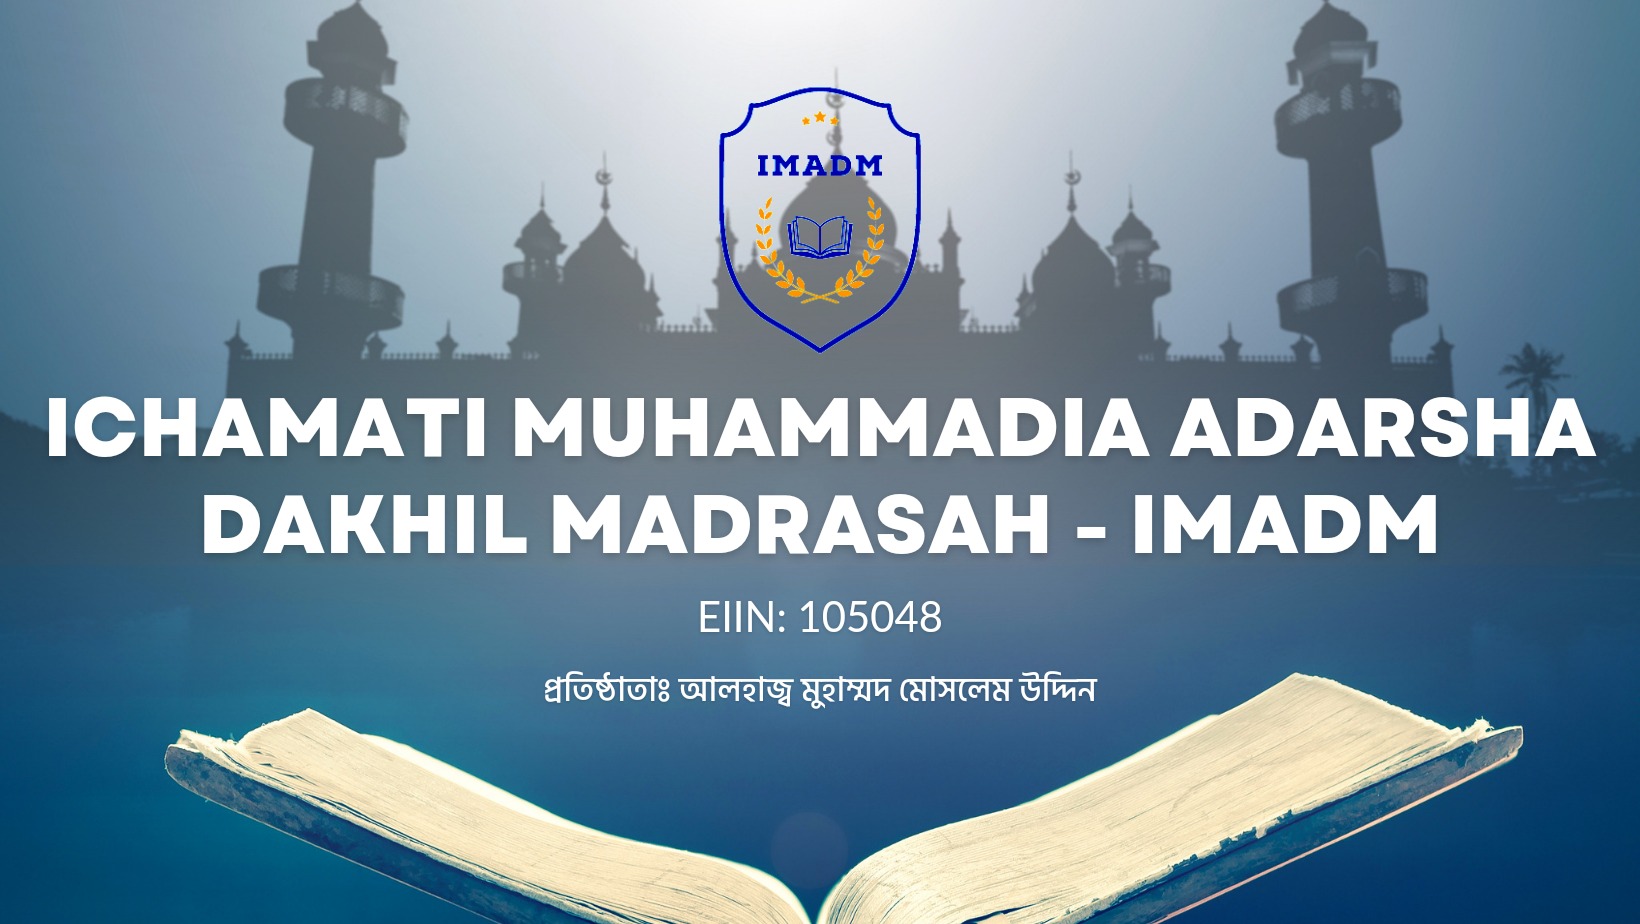 IMADM
ICHAMATI MUHAMMADIA ADARSHA
DAKHIL MADRASAH - IMADM
EIIN: 105048
প্রতিষ্ঠাতাঃ আলহাজ্ব মুহাম্মদ মোসলেম উদ্দিন